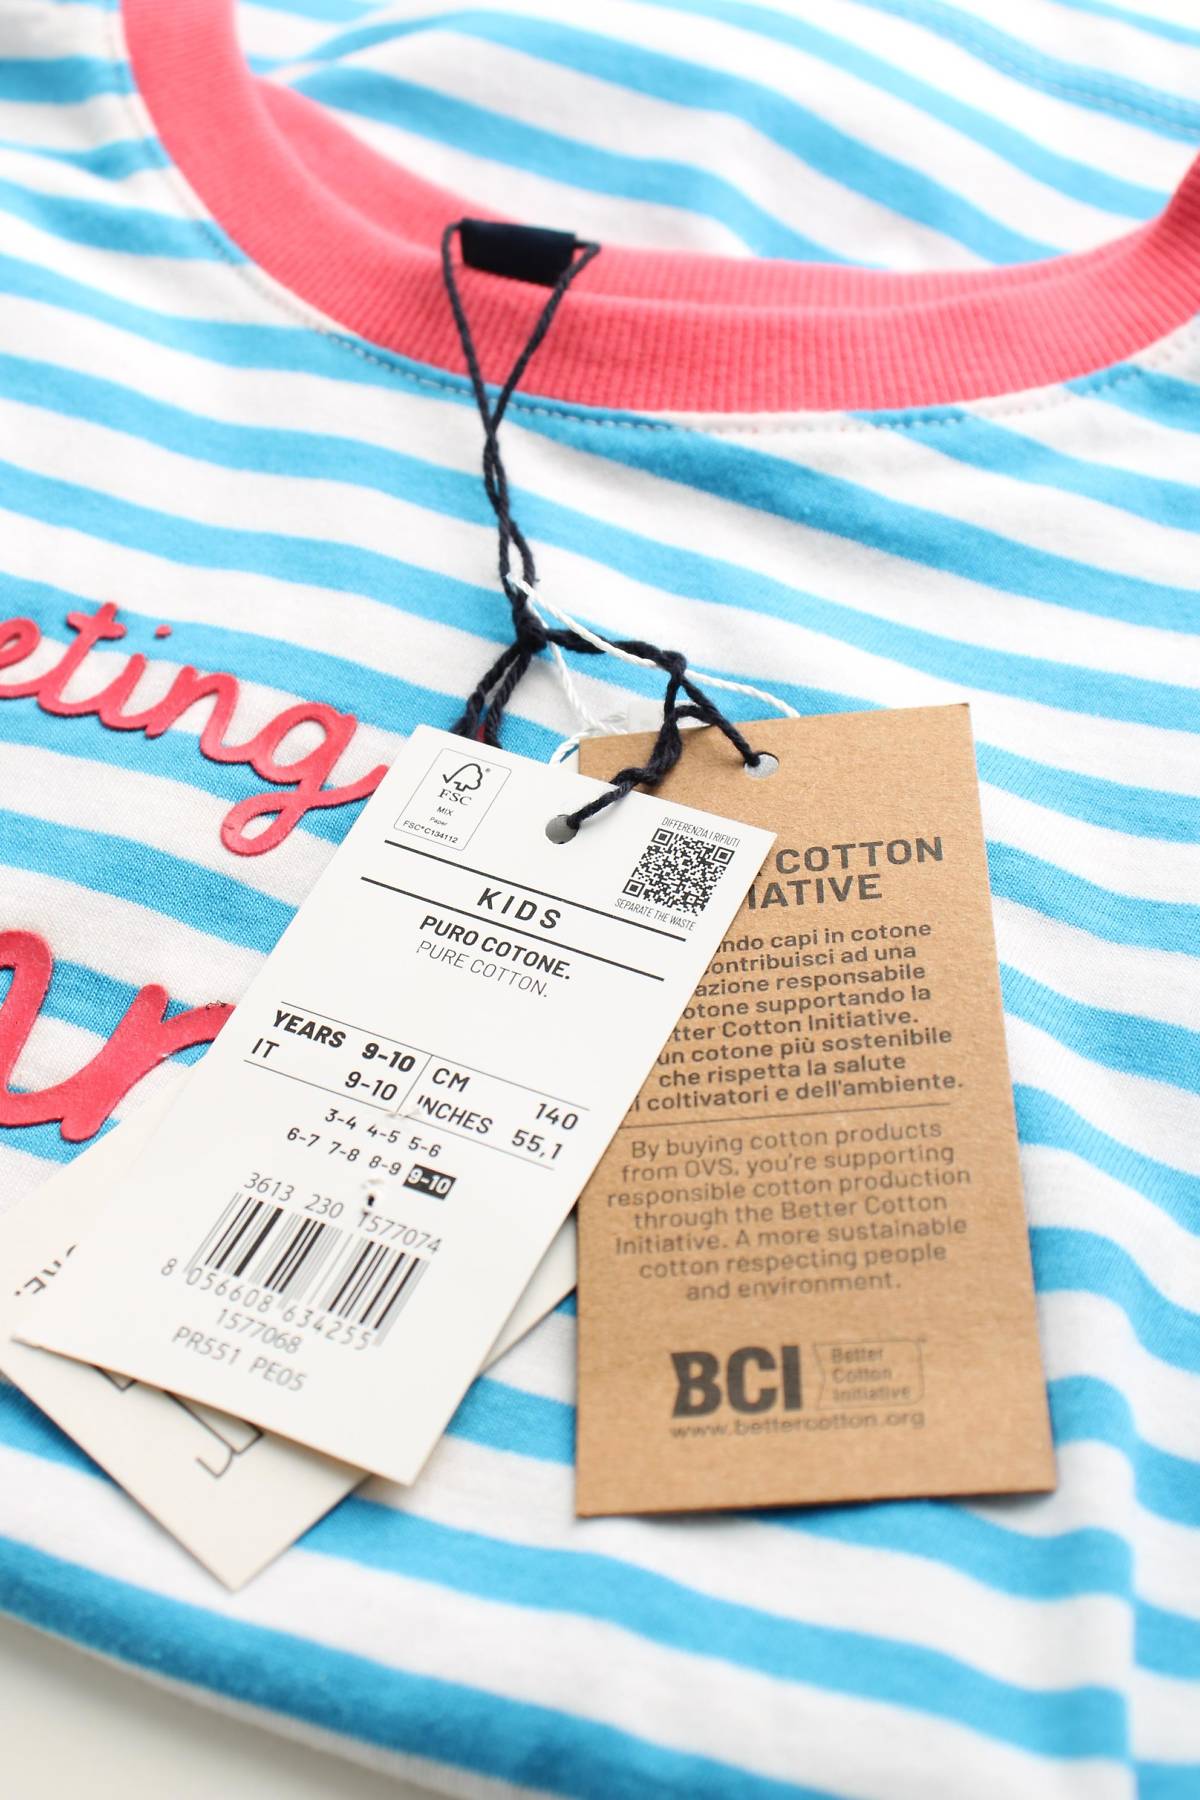 eting
FSC
MIX
Paper
FSC® C134112
DIFFERENZIA I RIFIUTI
SEPARATE THE WASTE
KIDS
PURO COTONE.
PURE COTTON.
YEARS 9-10
IT 9-10
CM 140
INCHES 55,1
3-4 4-5 5-6
6-7 7-8 8-9 9-10
3613 230 1577074
8 056608 634255
1577068
PR551 PE05
COTTON
IATIVE
ndo capi in cotone
ontribuisci ad una
azione responsabile
otone supportando la
tter Cotton Initiative.
un cotone più sostenibile
che rispetta la salute
i coltivatori e dell'ambiente.
By buying cotton products
from OVS, you're supporting
responsible cotton production
through the Better Cotton
Initiative. A more sustainable
cotton respecting people
and environment.
BCI
Better
Cotton
Initiative
www.bettercotton.org